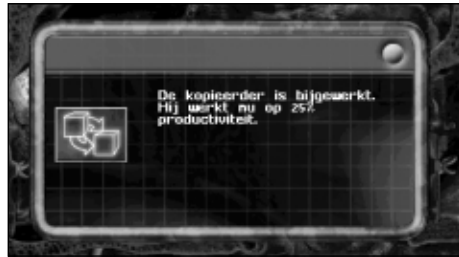 De kopieerder is bijgewerkt.
Hij werkt nu op 25%
productiviteit.